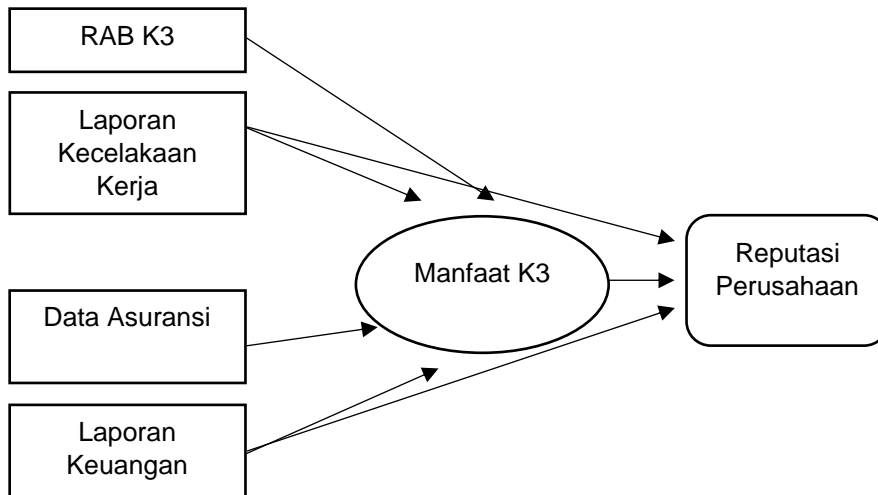 RAB K3
Laporan
Kecelakaan
Kerja
Data Asuransi
Laporan
Keuangan
Manfaat K3
Reputasi
Perusahaan